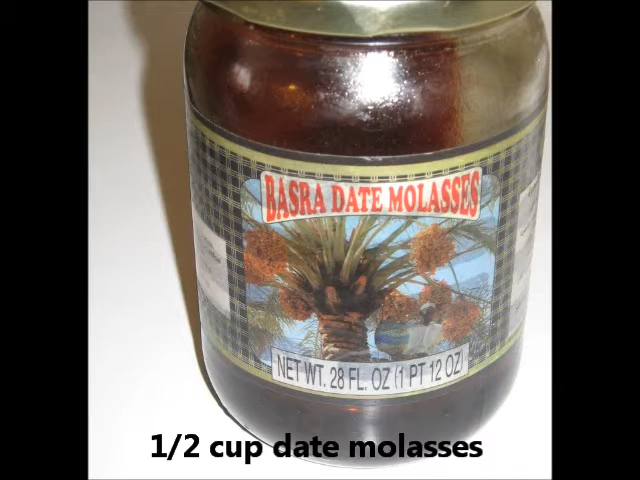 BASRA DATE MOLASSES
NET WT. 28 FL. OZ (1 PT 12 OZ)
1/2 cup date molasses